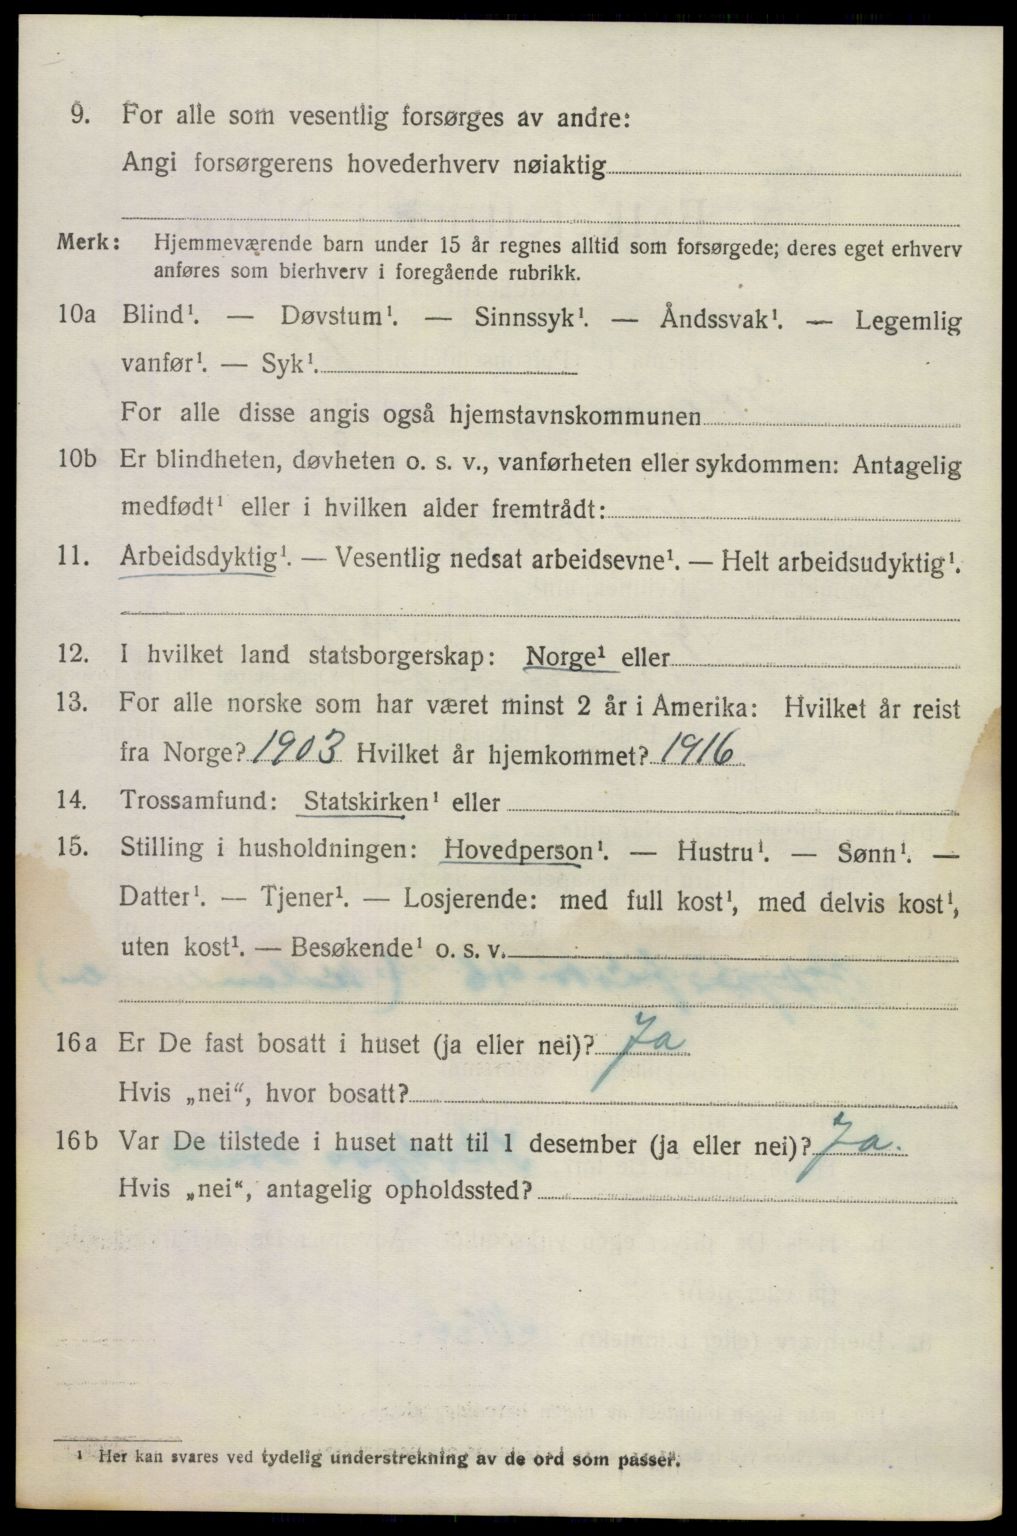 9. For alle som vesentlig forsørges av andre:
Angi forsørgerens hovederhverv nøiaktig
Merk: Hjemmeværende barn under 15 år regnes alltid som forsørgede; deres eget erhverv
anføres som bierhverv i foregående rubrikk.
10a Blind¹. — Døvstum¹. — Sinnssyk¹. — Åndssvak¹. — Legemlig
vanfør¹. — Syk¹.
For alle disse angis også hjemstavnskommunen
10b Er blindheten, døvheten o. s. v., vanførheten eller sykdommen: Antagelig
medfødt¹ eller i hvilken alder fremtrådt:
11. Arbeidsdyktig¹. — Vesentlig nedsat arbeidsevne¹. — Helt arbeidsudyktig¹.
12. I hvilket land statsborgerskap: Norge¹ eller
13. For alle norske som har været minst 2 år i Amerika: Hvilket år reist
fra Norge? 1903 Hvilket år hjemkommet? 1916
14. Trossamfund: Statskirken¹ eller
15. Stilling i husholdningen: Hovedperson¹. — Hustru¹. — Sønn¹. —
Datter¹. — Tjener¹. — Losjerende: med full kost¹, med delvis kost¹,
uten kost¹. — Besøkende¹ o. s. v.
16a Er De fast bosatt i huset (ja eller nei)? Ja
Hvis „nei“, hvor bosatt?
16b Var De tilstede i huset natt til 1 desember (ja eller nei)? Ja.
Hvis „nei“, antagelig opholdssted?
¹ Her kan svares ved tydelig understrekning av de ord som passer.